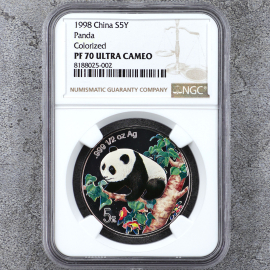 1998 China S5Y
Panda
Colorized
PF 70 ULTRA CAMEO
8188025-002
NUMISMATIC GUARANTY COMPANY
NGC
.999 1/2 oz Ag
5元